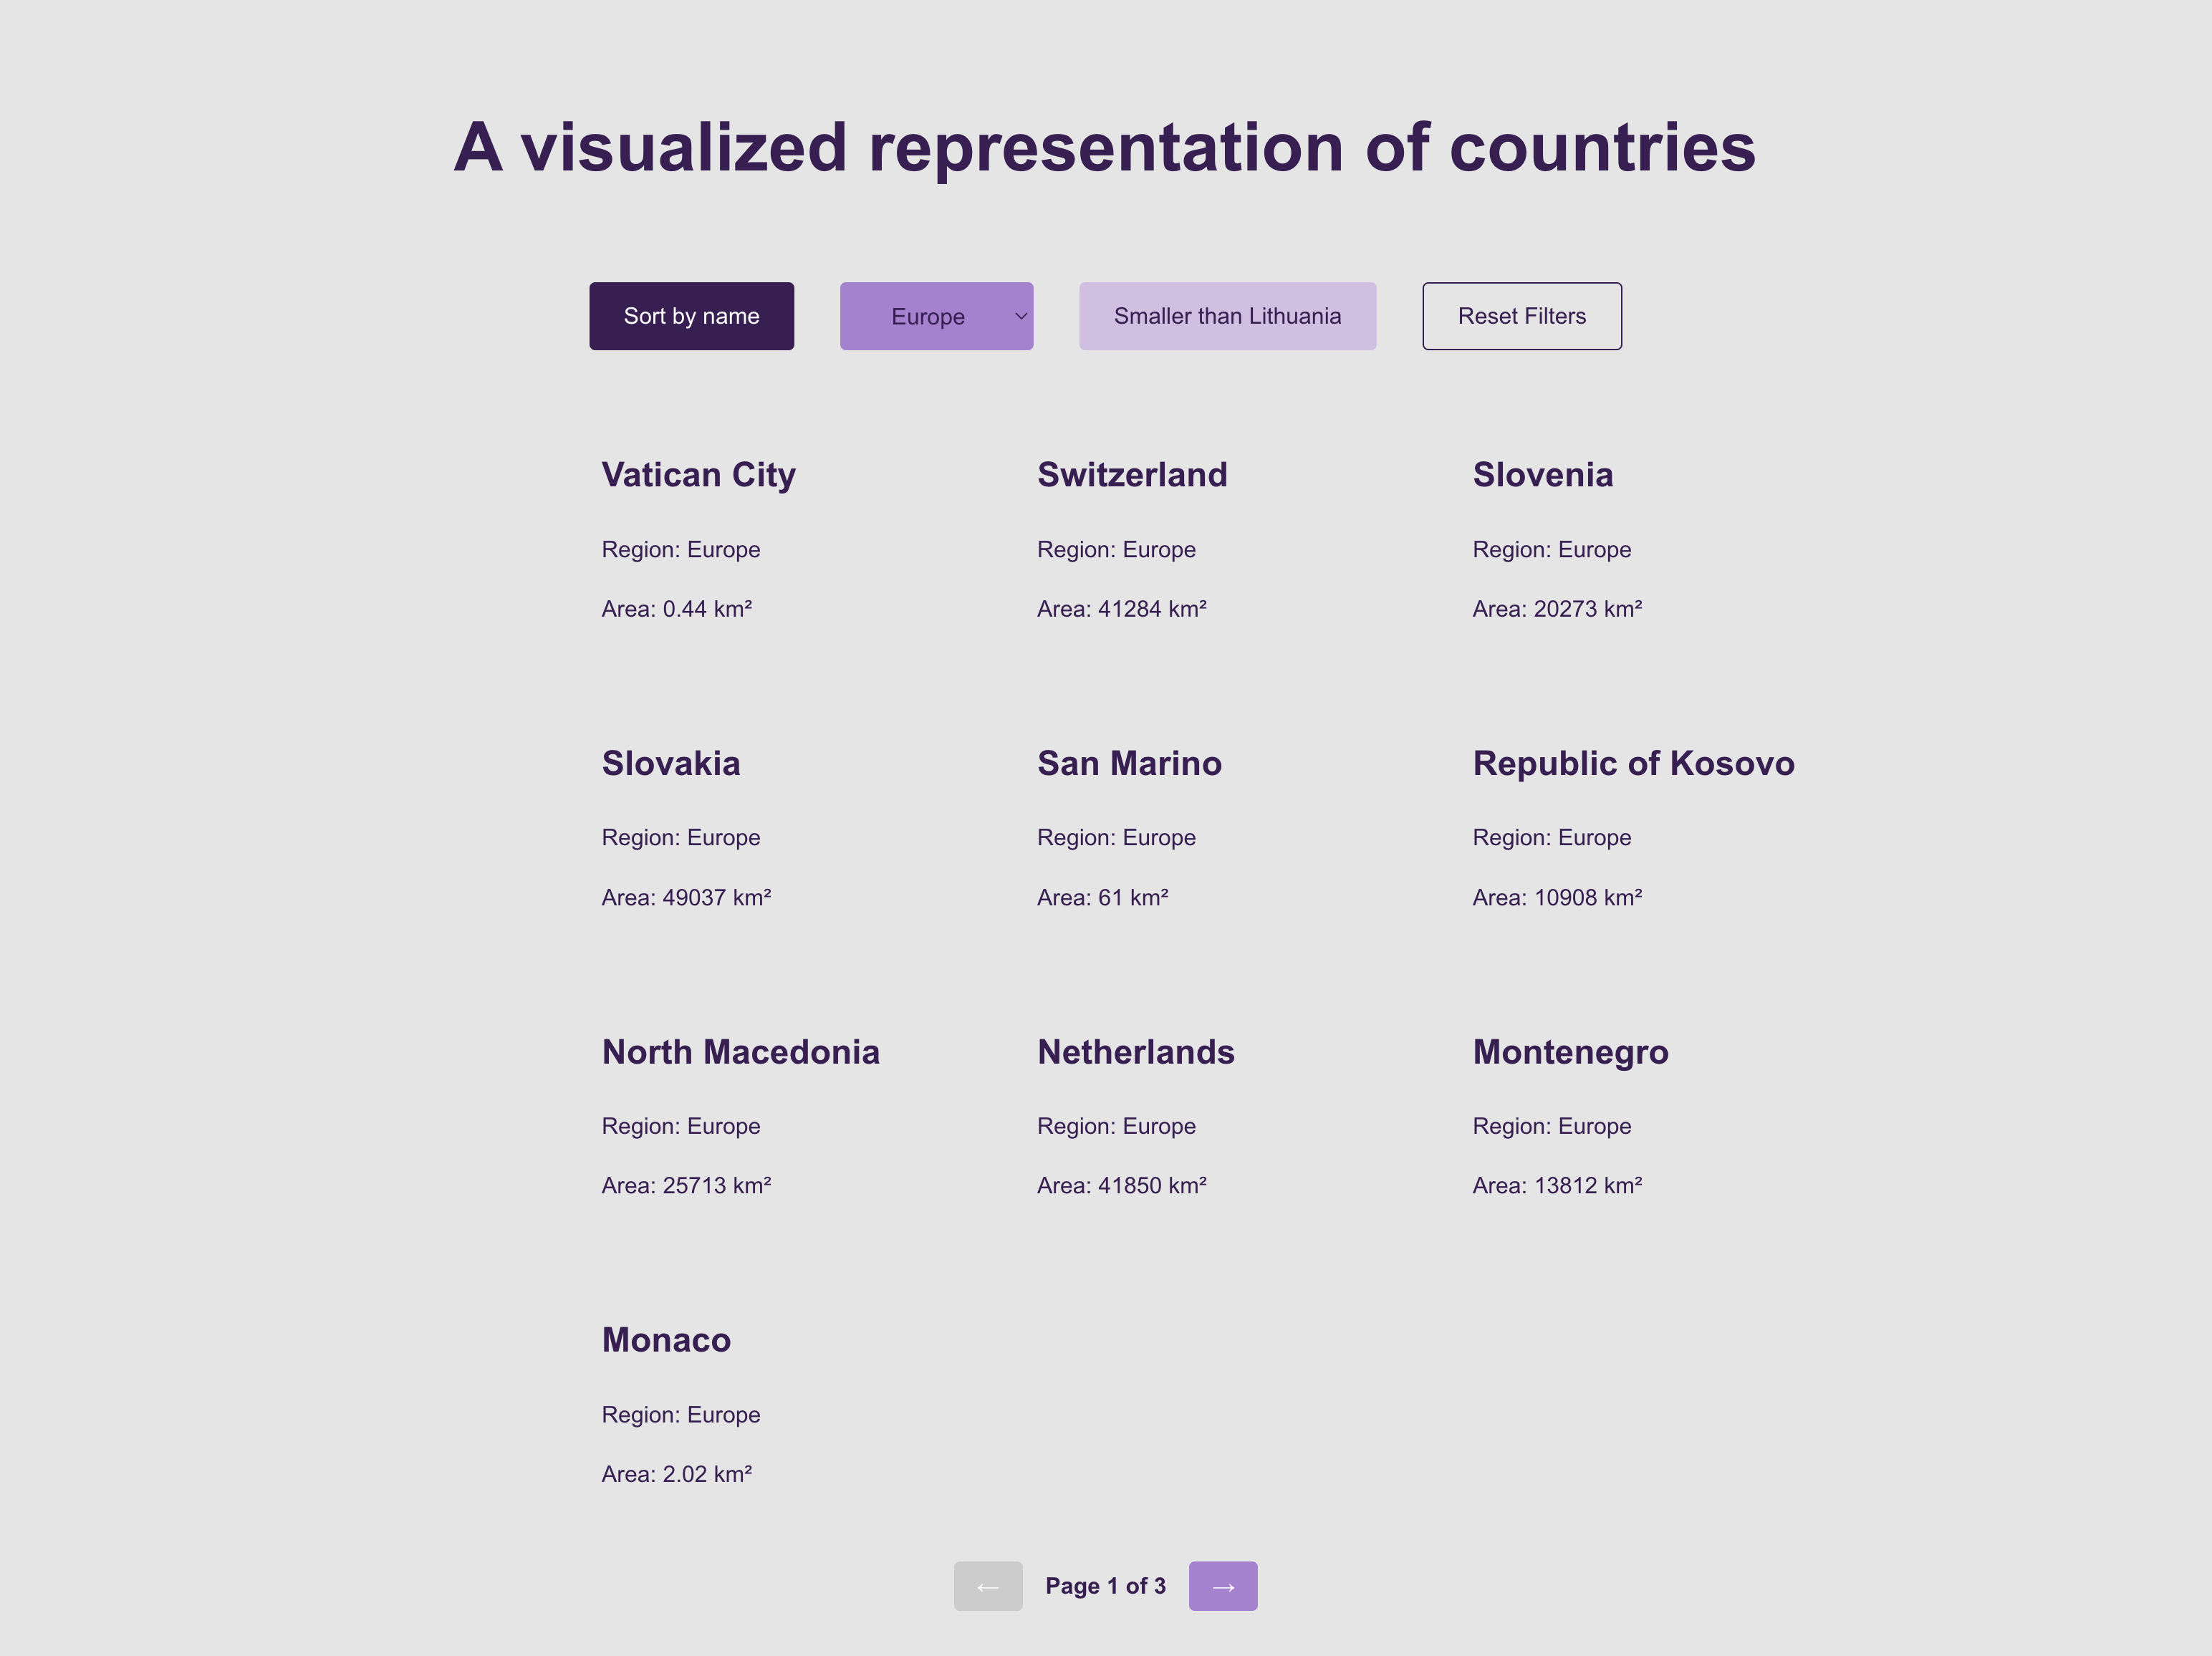 A visualized representation of countries
Sort by name
Europe
Smaller than Lithuania
Reset Filters
Vatican City
Region: Europe
Area: 0.44 km²
Switzerland
Region: Europe
Area: 41284 km²
Slovenia
Region: Europe
Area: 20273 km²
Slovakia
Region: Europe
Area: 49037 km²
San Marino
Region: Europe
Area: 61 km²
Republic of Kosovo
Region: Europe
Area: 10908 km²
North Macedonia
Region: Europe
Area: 25713 km²
Netherlands
Region: Europe
Area: 41850 km²
Montenegro
Region: Europe
Area: 13812 km²
Monaco
Region: Europe
Area: 2.02 km²
← Page 1 of 3 →